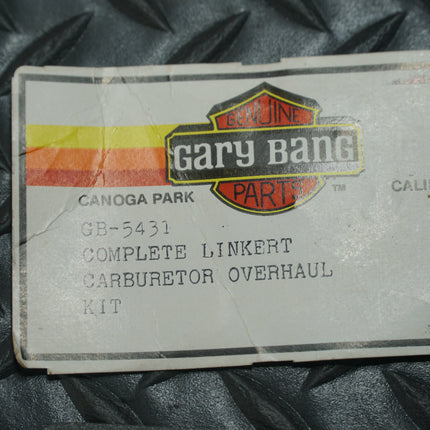 GENUINE
Gary Bang
PARTS
TM
CANOGA PARK
CALI
GB-5431
COMPLETE LINKERT
CARBURETOR OVERHAUL
KIT